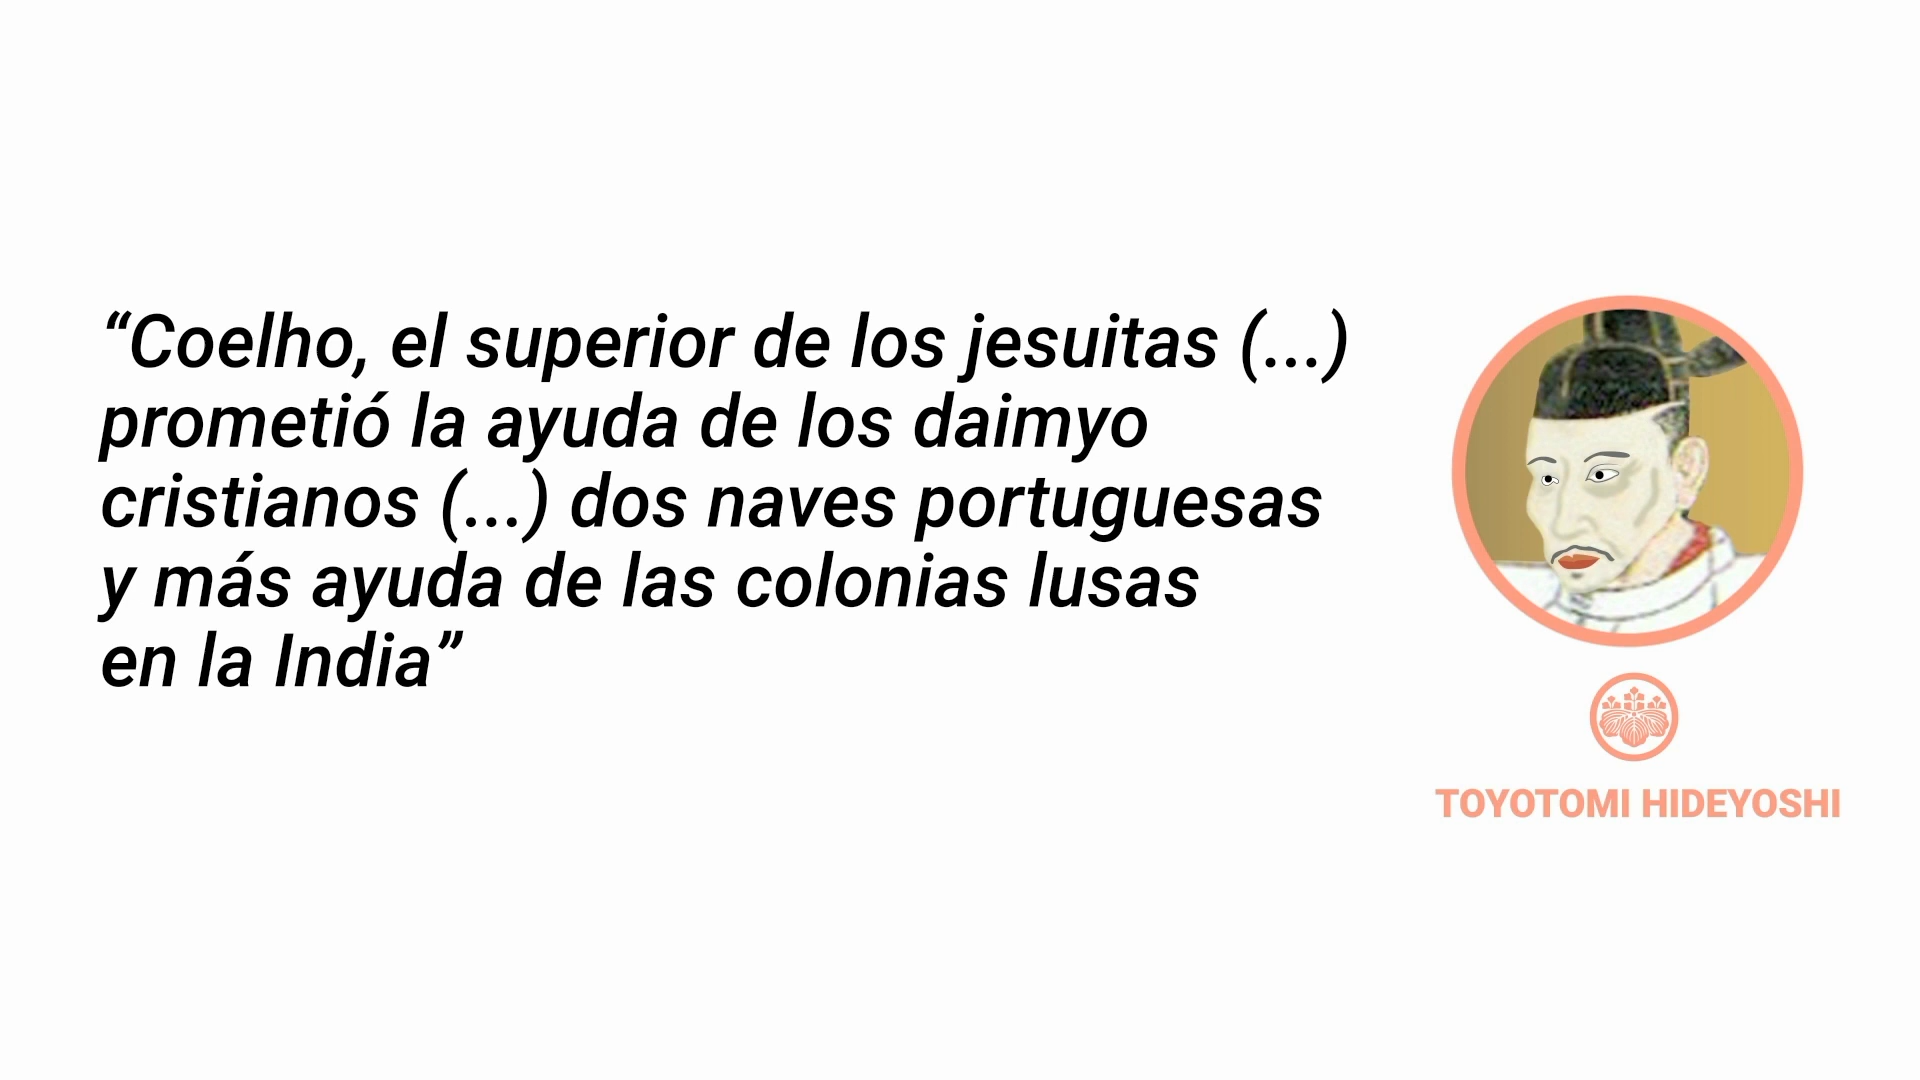 “Coelho, el superior de los jesuitas (...)
prometió la ayuda de los daimyo
cristianos (...) dos naves portuguesas
y más ayuda de las colonias lusas
en la India”
TOYOTOMI HIDEYOSHI